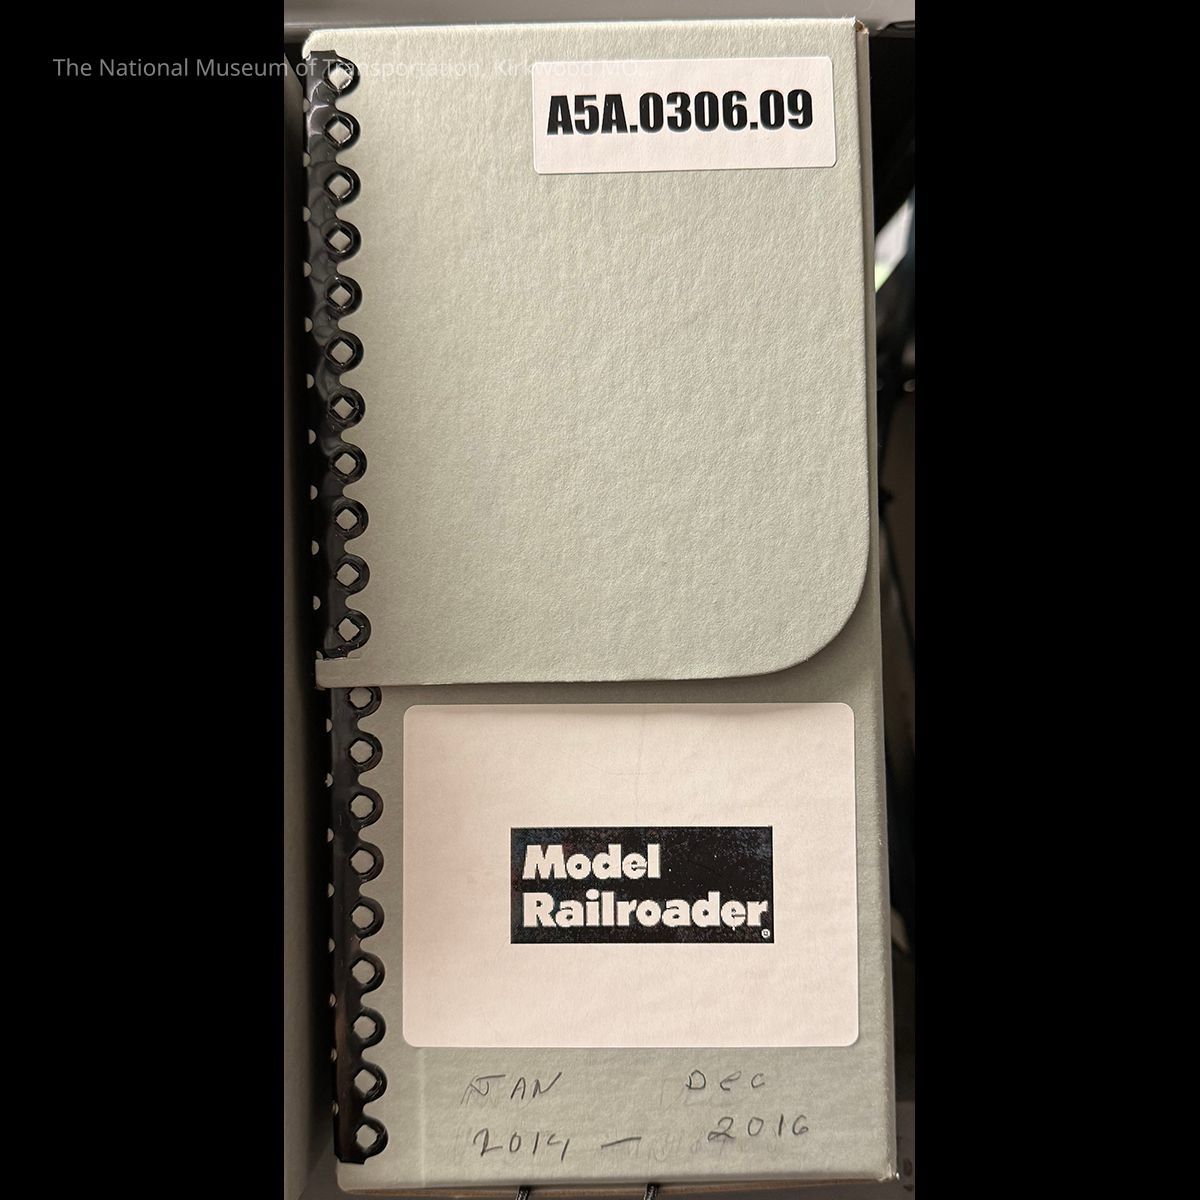 The National Museum of Transportation, Kirkwood MO...
A5A.0306.09
Model
Railroader®
JAN DEC
2014 — 2016